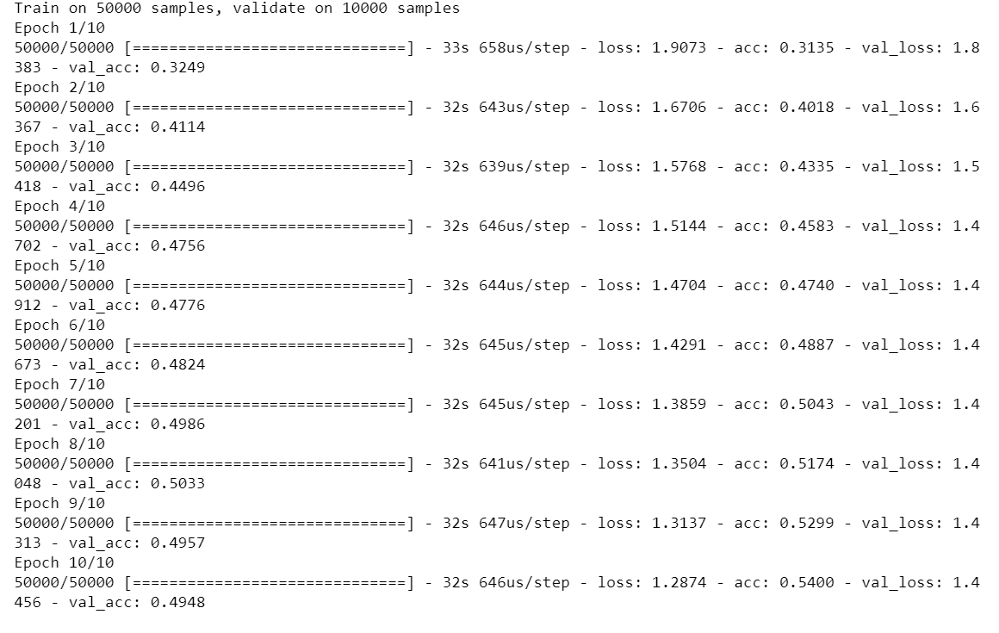 Train on 50000 samples, validate on 10000 samples
Epoch 1/10
50000/50000 [==============================] - 33s 658us/step - loss: 1.9073 - acc: 0.3135 - val_loss: 1.8
383 - val_acc: 0.3249
Epoch 2/10
50000/50000 [==============================] - 32s 643us/step - loss: 1.6706 - acc: 0.4018 - val_loss: 1.6
367 - val_acc: 0.4114
Epoch 3/10
50000/50000 [==============================] - 32s 639us/step - loss: 1.5768 - acc: 0.4335 - val_loss: 1.5
418 - val_acc: 0.4496
Epoch 4/10
50000/50000 [==============================] - 32s 646us/step - loss: 1.5144 - acc: 0.4583 - val_loss: 1.4
702 - val_acc: 0.4756
Epoch 5/10
50000/50000 [==============================] - 32s 644us/step - loss: 1.4704 - acc: 0.4740 - val_loss: 1.4
912 - val_acc: 0.4776
Epoch 6/10
50000/50000 [==============================] - 32s 645us/step - loss: 1.4291 - acc: 0.4887 - val_loss: 1.4
673 - val_acc: 0.4824
Epoch 7/10
50000/50000 [==============================] - 32s 645us/step - loss: 1.3859 - acc: 0.5043 - val_loss: 1.4
201 - val_acc: 0.4986
Epoch 8/10
50000/50000 [==============================] - 32s 641us/step - loss: 1.3504 - acc: 0.5174 - val_loss: 1.4
048 - val_acc: 0.5033
Epoch 9/10
50000/50000 [==============================] - 32s 647us/step - loss: 1.3137 - acc: 0.5299 - val_loss: 1.4
313 - val_acc: 0.4957
Epoch 10/10
50000/50000 [==============================] - 32s 646us/step - loss: 1.2874 - acc: 0.5400 - val_loss: 1.4
456 - val_acc: 0.4948